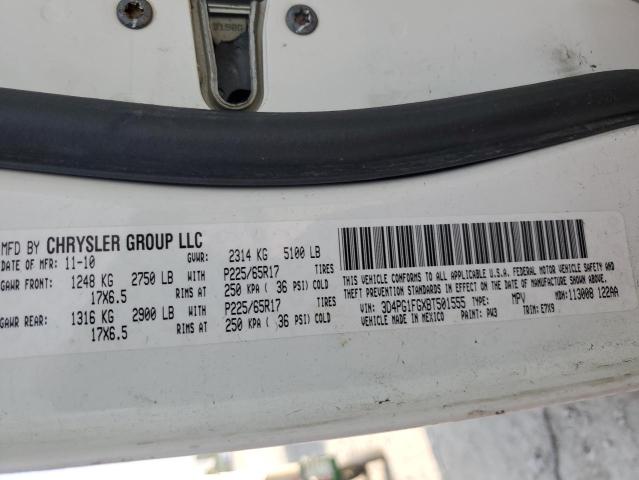 MFD BY CHRYSLER GROUP LLC
DATE OF MFR: 11-10 GVWR: 2314 KG 5100 LB
GAWR FRONT: 1248 KG 2750 LB WITH P225/65R17 TIRES
17X6.5 RIMS AT 250 KPA ( 36 PSI) COLD
GAWR REAR: 1316 KG 2900 LB WITH P225/65R17 TIRES
17X6.5 RIMS AT 250 KPA ( 36 PSI) COLD
THIS VEHICLE CONFORMS TO ALL APPLICABLE U.S.A. FEDERAL MOTOR VEHICLE SAFETY,
BUMPER, AND THEFT PREVENTION STANDARDS IN EFFECT ON THE DATE OF MANUFACTURE SHOWN ABOVE.
VIN: 3D4PG1FGXBT501555 TYPE: MPV MDH: 113008 122AA
VEHICLE MADE IN MEXICO PAINT: PW3 TRIM: E7X9